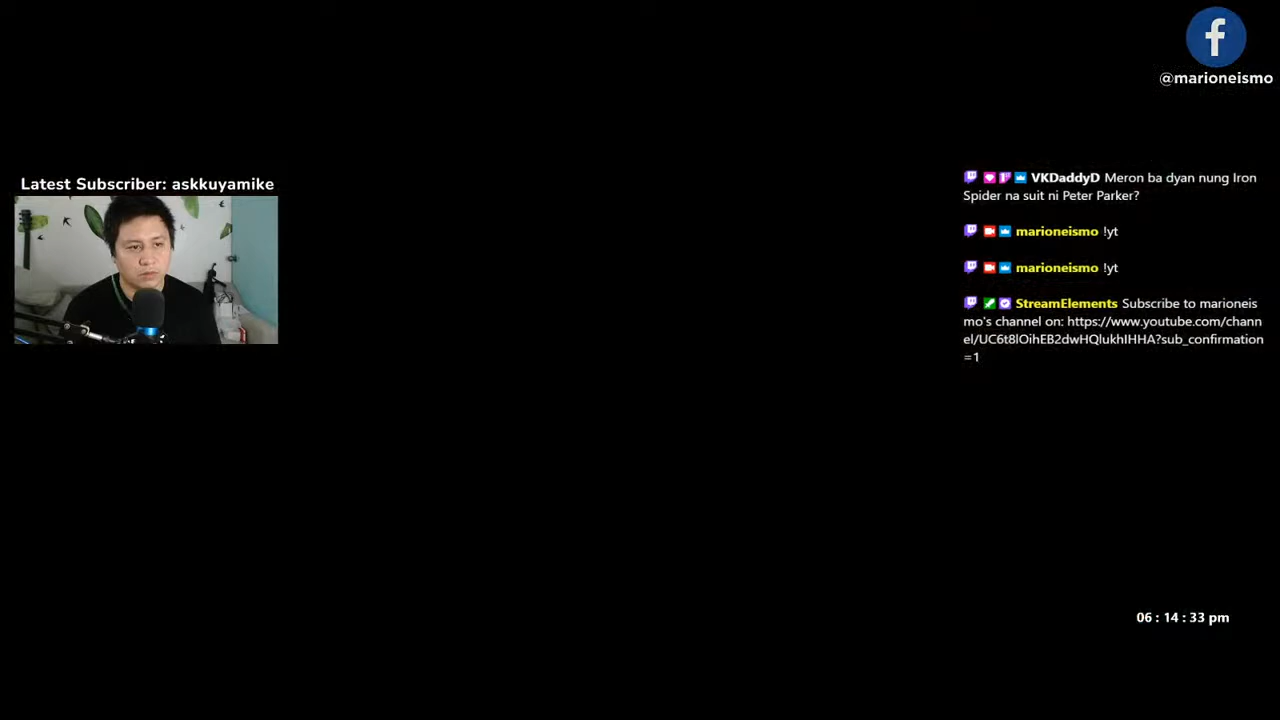 f
@marioneismo
Latest Subscriber: askkuyamike
VKDaddyD Meron ba dyan nung Iron
Spider na suit ni Peter Parker?
marioneismo !yt
marioneismo !yt
StreamElements Subscribe to marioneis
mo's channel on: https://www.youtube.com/chann
el/UC6t8lOihEB2dwHQlukhIHHA?sub_confirmation
=1
06 : 14 : 33 pm